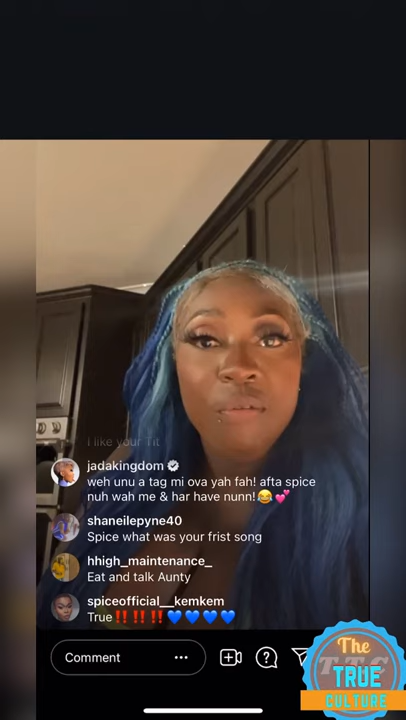 I like your Tit
jadakingdom
weh unu a tag mi ova yah fah! afta spice
nuh wah me & har have nunn!😂💕
shaneilepyne40
Spice what was your frist song
hhigh_maintenance_
Eat and talk Aunty
spiceofficial__kemkem
True‼️‼️‼️💙💙💙💙
Comment
The
TTC
TRUE
CULTURE